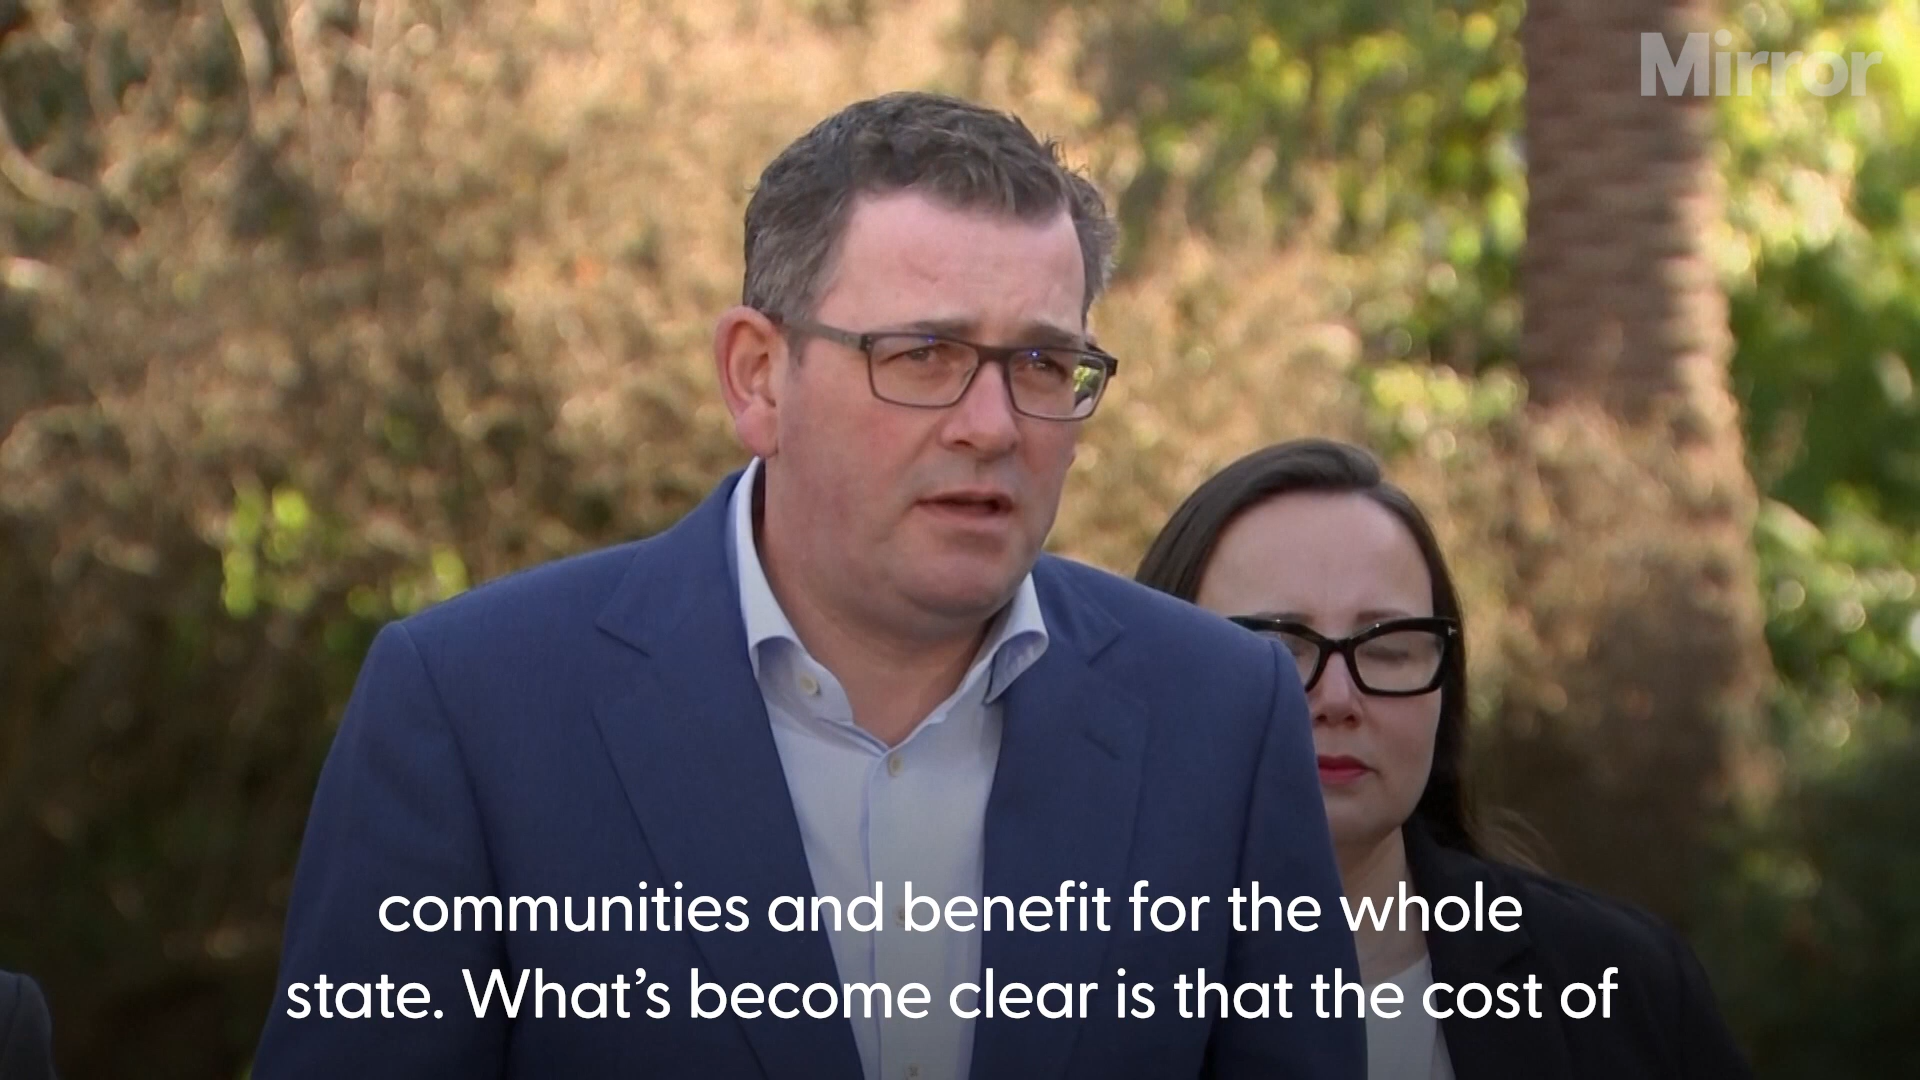 Mirror
communities and benefit for the whole
state. What’s become clear is that the cost of